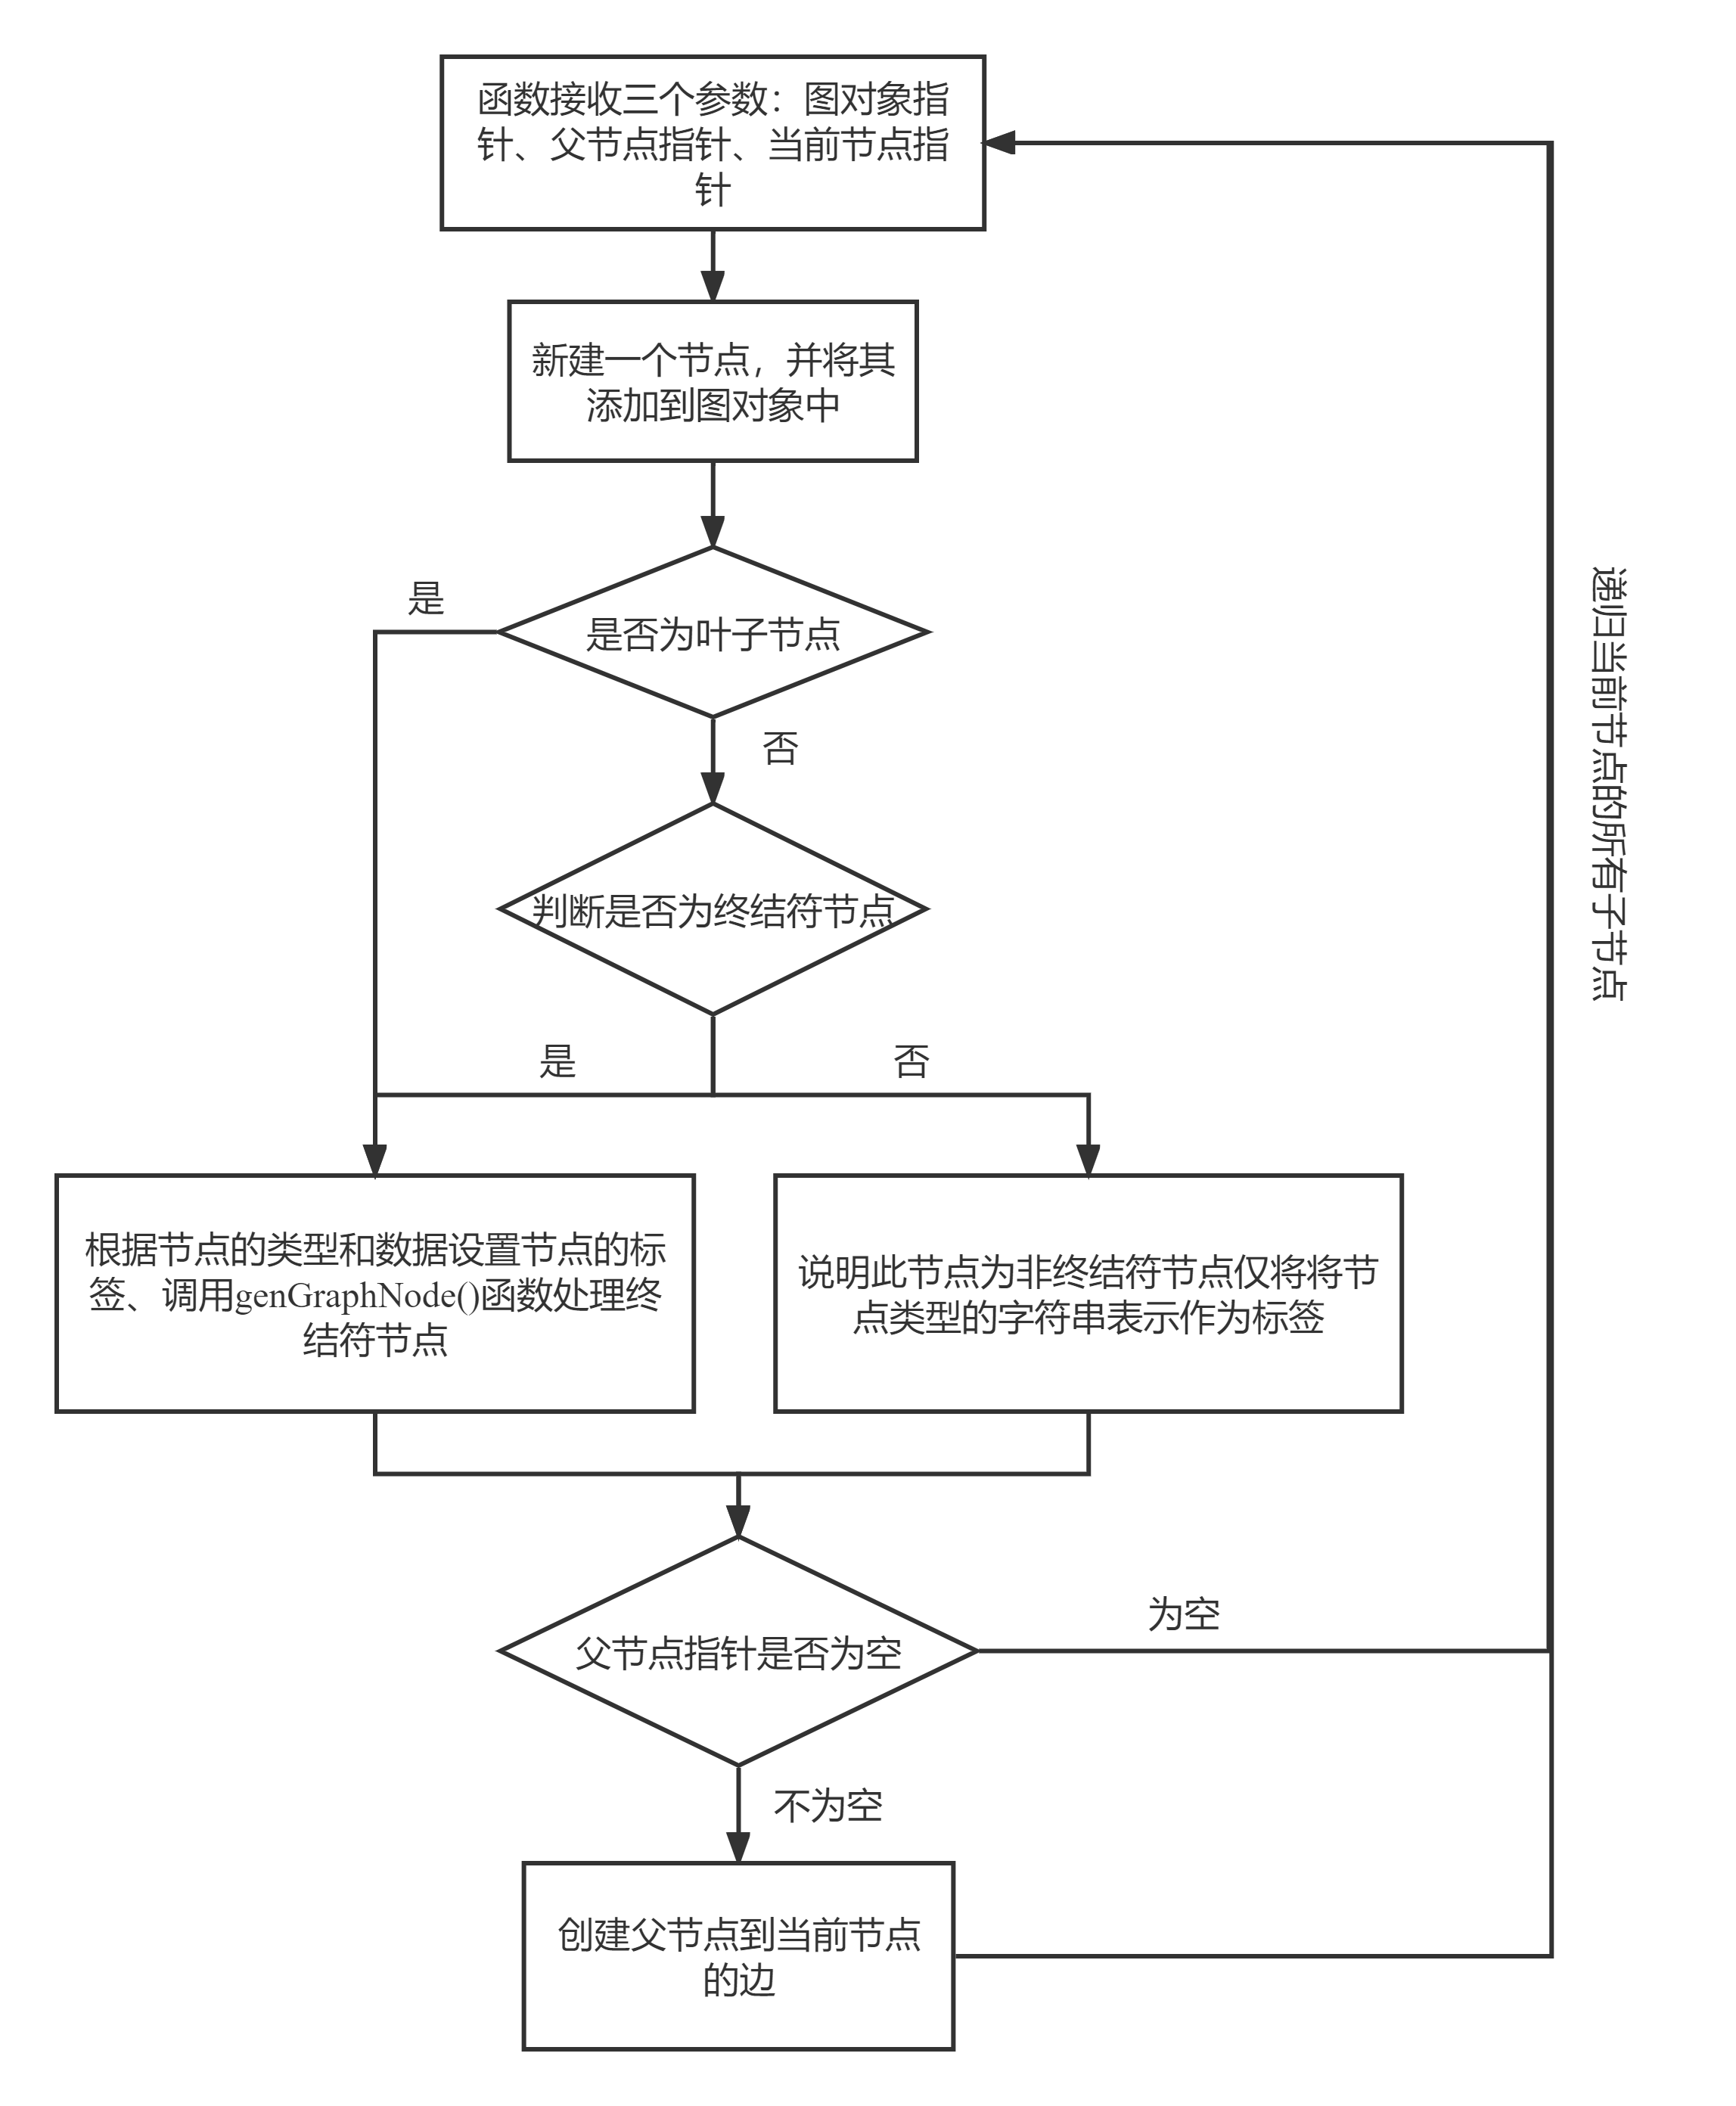 函数接收三个参数：图对象指
针、父节点指针、当前节点指
针
新建一个节点，并将其
添加到图对象中
是
是否为叶子节点
否
判断是否为终结符节点
是
否
根据节点的类型和数据设置节点的标
签、调用genGraphNode()函数处理终
结符节点
说明此节点为非终结符节点仅将将节
点类型的字符串表示作为标签
父节点指针是否为空
为空
不为空
创建父节点到当前节点
的边
递归当前节点的所有子节点